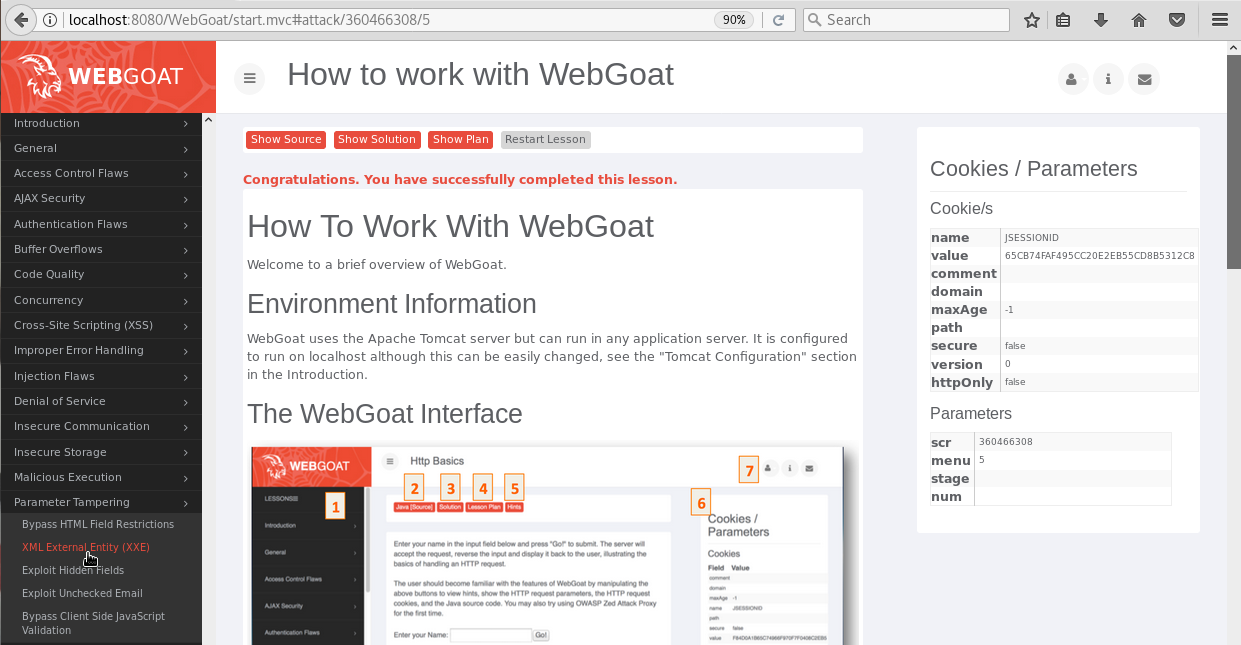 localhost:8080/WebGoat/start.mvc#attack/360466308/5
90%
Search
WEBGOAT
How to work with WebGoat
Introduction
General
Access Control Flaws
AJAX Security
Authentication Flaws
Buffer Overflows
Code Quality
Concurrency
Cross-Site Scripting (XSS)
Improper Error Handling
Injection Flaws
Denial of Service
Insecure Communication
Insecure Storage
Malicious Execution
Parameter Tampering
Bypass HTML Field Restrictions
XML External Entity (XXE)
Exploit Hidden Fields
Exploit Unchecked Email
Bypass Client Side JavaScript
Validation
Show Source
Show Solution
Show Plan
Restart Lesson
Congratulations. You have successfully completed this lesson.
How To Work With WebGoat
Welcome to a brief overview of WebGoat.
Environment Information
WebGoat uses the Apache Tomcat server but can run in any application server. It is configured
to run on localhost although this can be easily changed, see the "Tomcat Configuration" section
in the Introduction.
The WebGoat Interface
WEBGOAT
Http Basics
1
2
3
4
5
6
7
Java [Source]
Solution
Lesson Plan
Hints
Introduction
General
Access Control Flaws
AJAX Security
Authentication Flaws
Enter your name in the input field below and press "Go!" to submit. The server will
accept the request, reverse the input and display it back to the user, illustrating the
basics of handling an HTTP request.
The user should become familiar with the features of WebGoat by manipulating the
above buttons to view hints, show the HTTP request parameters, the HTTP request
cookies, and the Java source code. You may also try using OWASP Zed Attack Proxy
for the first time.
Enter your Name:
Go!
Cookies /
Parameters
Cookies
Field Value
comment
domain
maxAge -1
path
name JSESSIONID
secure false
version 0
value
Cookies / Parameters
Cookie/s
name JSESSIONID
value 65CB74FAF495CC20E2EB55CD8B5312C8
comment
domain
maxAge -1
path
secure false
version 0
httpOnly false
Parameters
scr 360466308
menu 5
stage
num